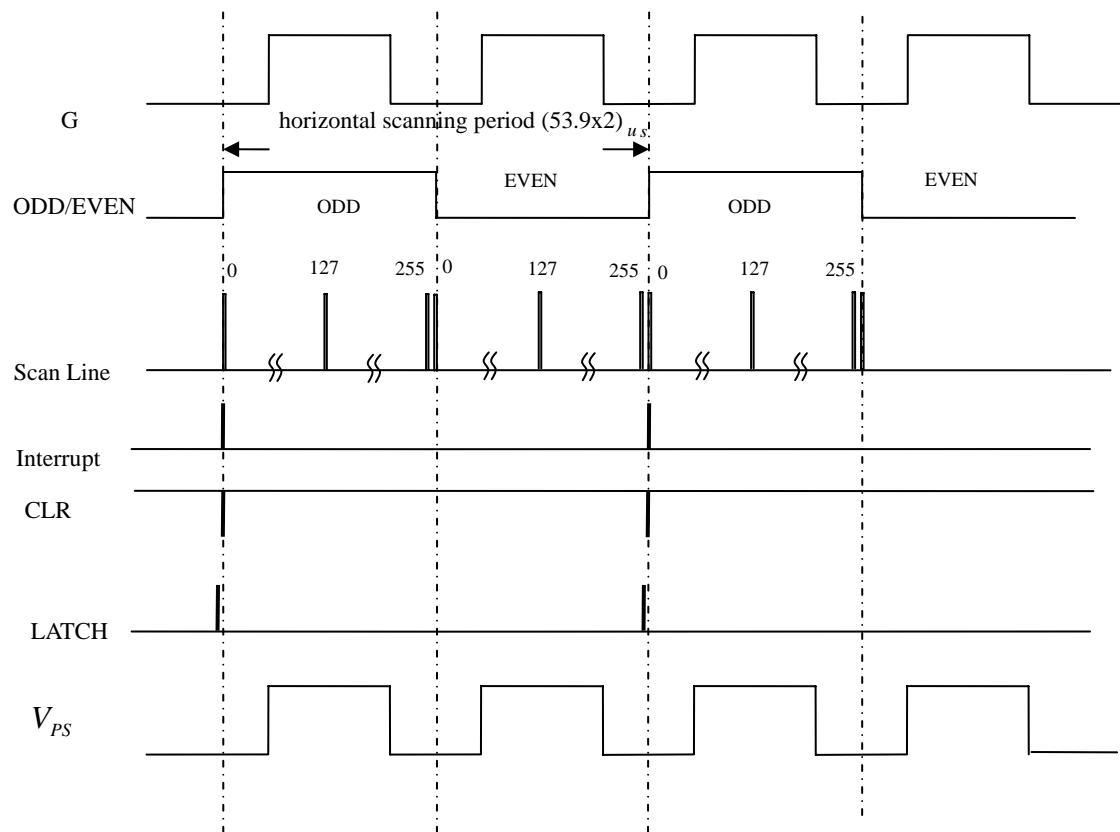 G
horizontal scanning period (53.9x2) us
EVEN EVEN
ODD/EVEN ODD ODD
0 127 255 0 127 255 0 127 255
Scan Line
Interrupt
CLR
LATCH
VPS